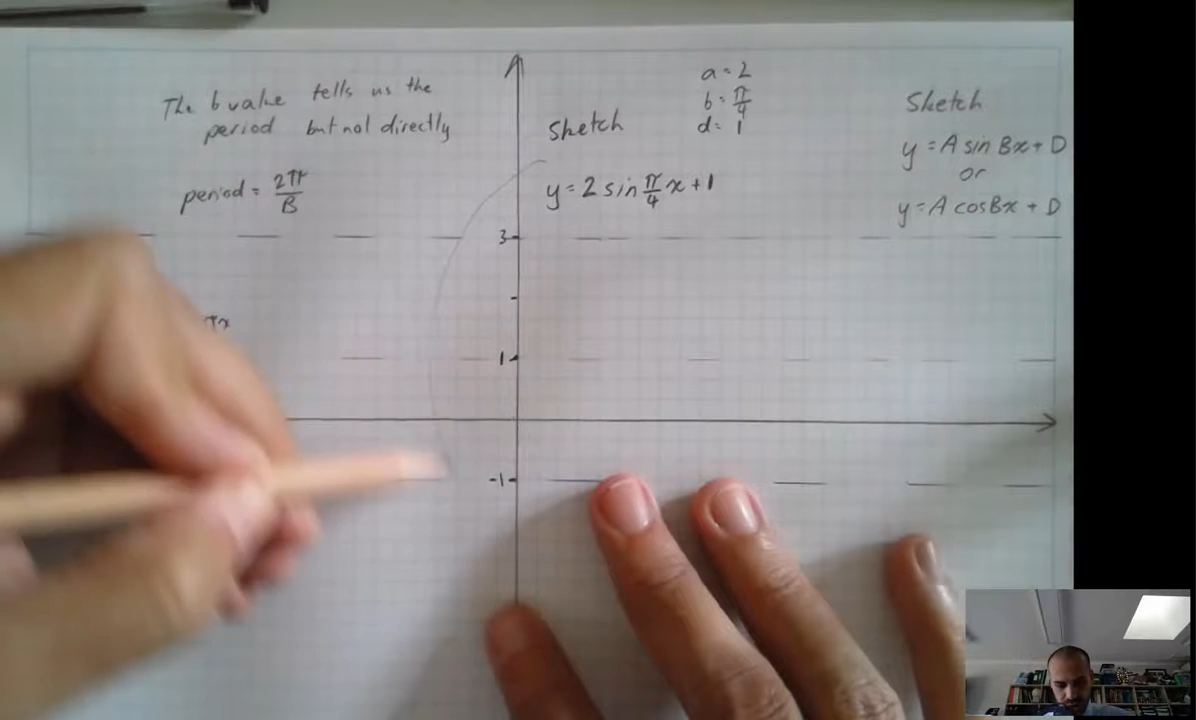 The b value tells us the
period but not directly
period = 2π/B
πx
Sketch
y = 2 sin π/4 x + 1
a = 2
b = π/4
d = 1
Sketch
y = A sin Bx + D
or
y = A cos Bx + D
3
1
-1